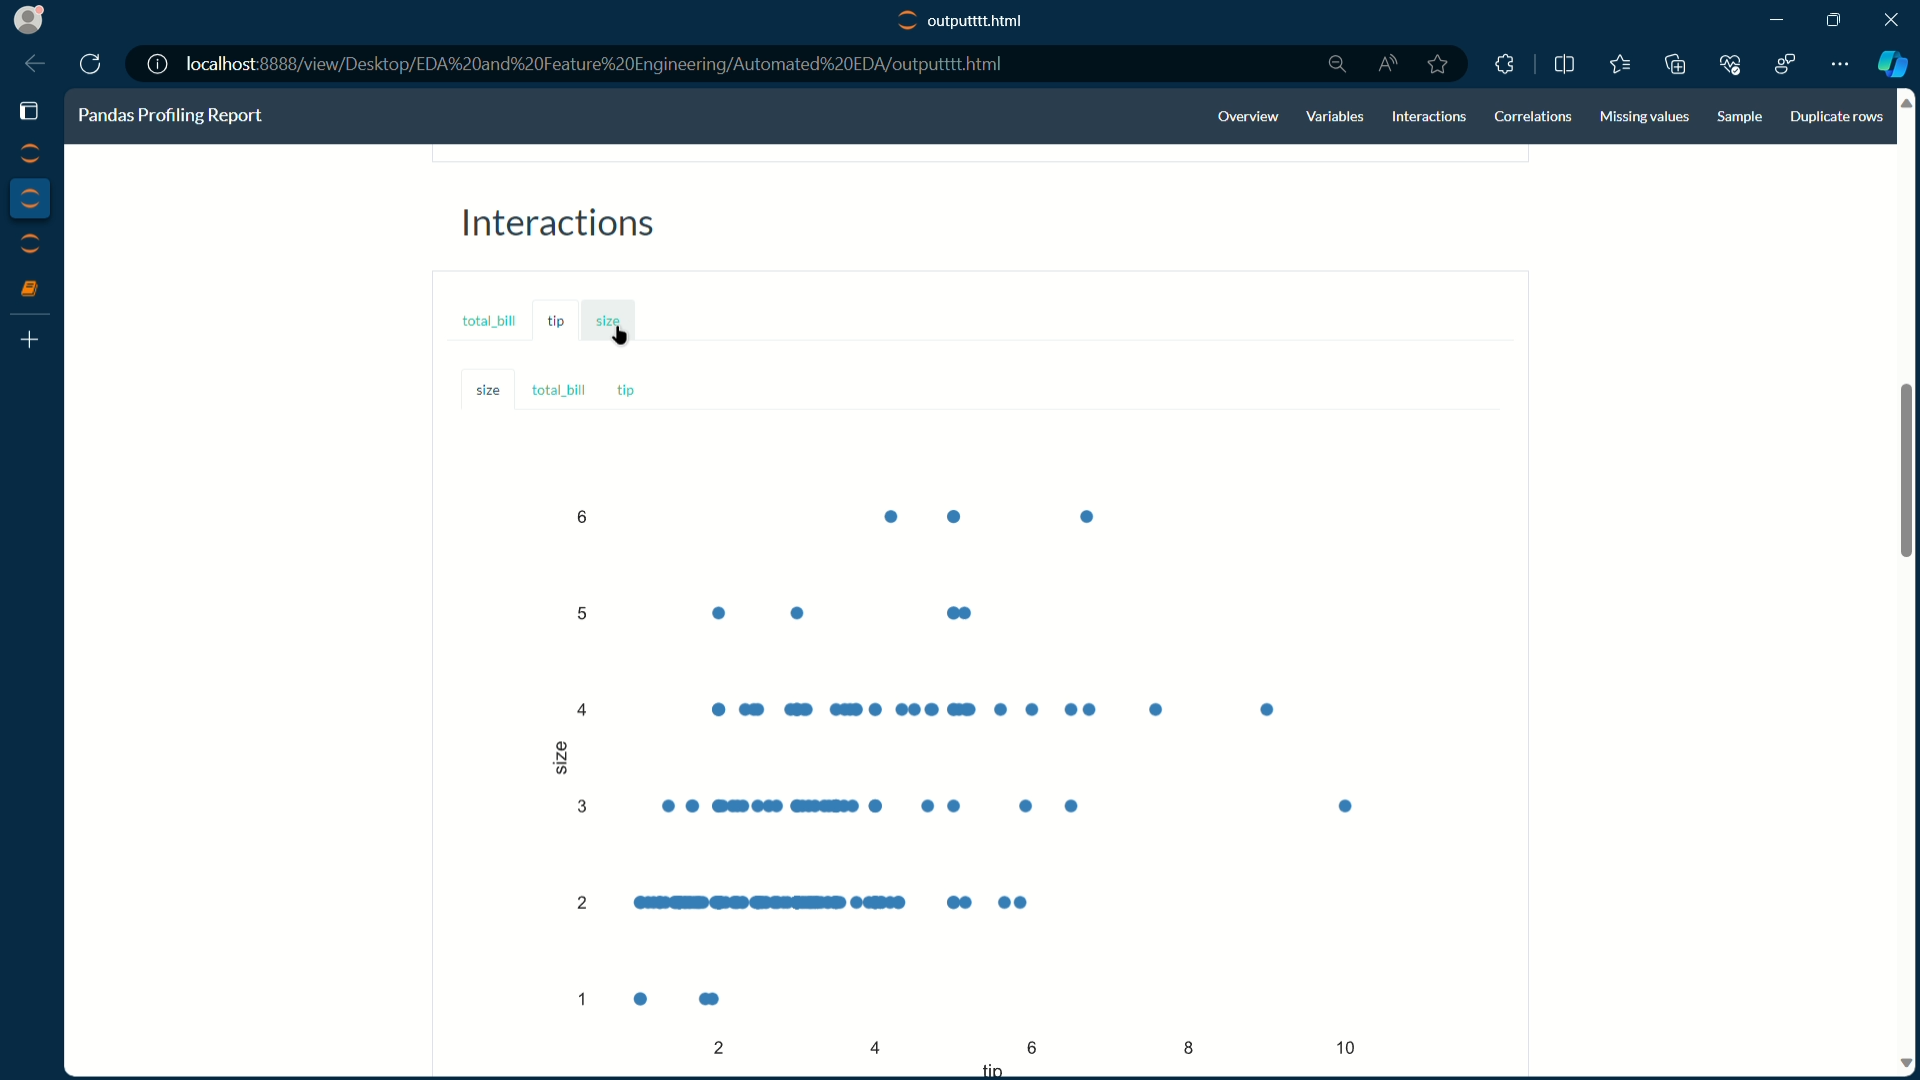 outputttt.html
localhost:8888/view/Desktop/EDA%20and%20Feature%20Engineering/Automated%20EDA/outputttt.html
Pandas Profiling Report
Overview Variables Interactions Correlations Missing values Sample Duplicate rows
Interactions
total_bill tip size
size total_bill tip
6
5
4
size
3
2
1
2 4 6 8 10
tip